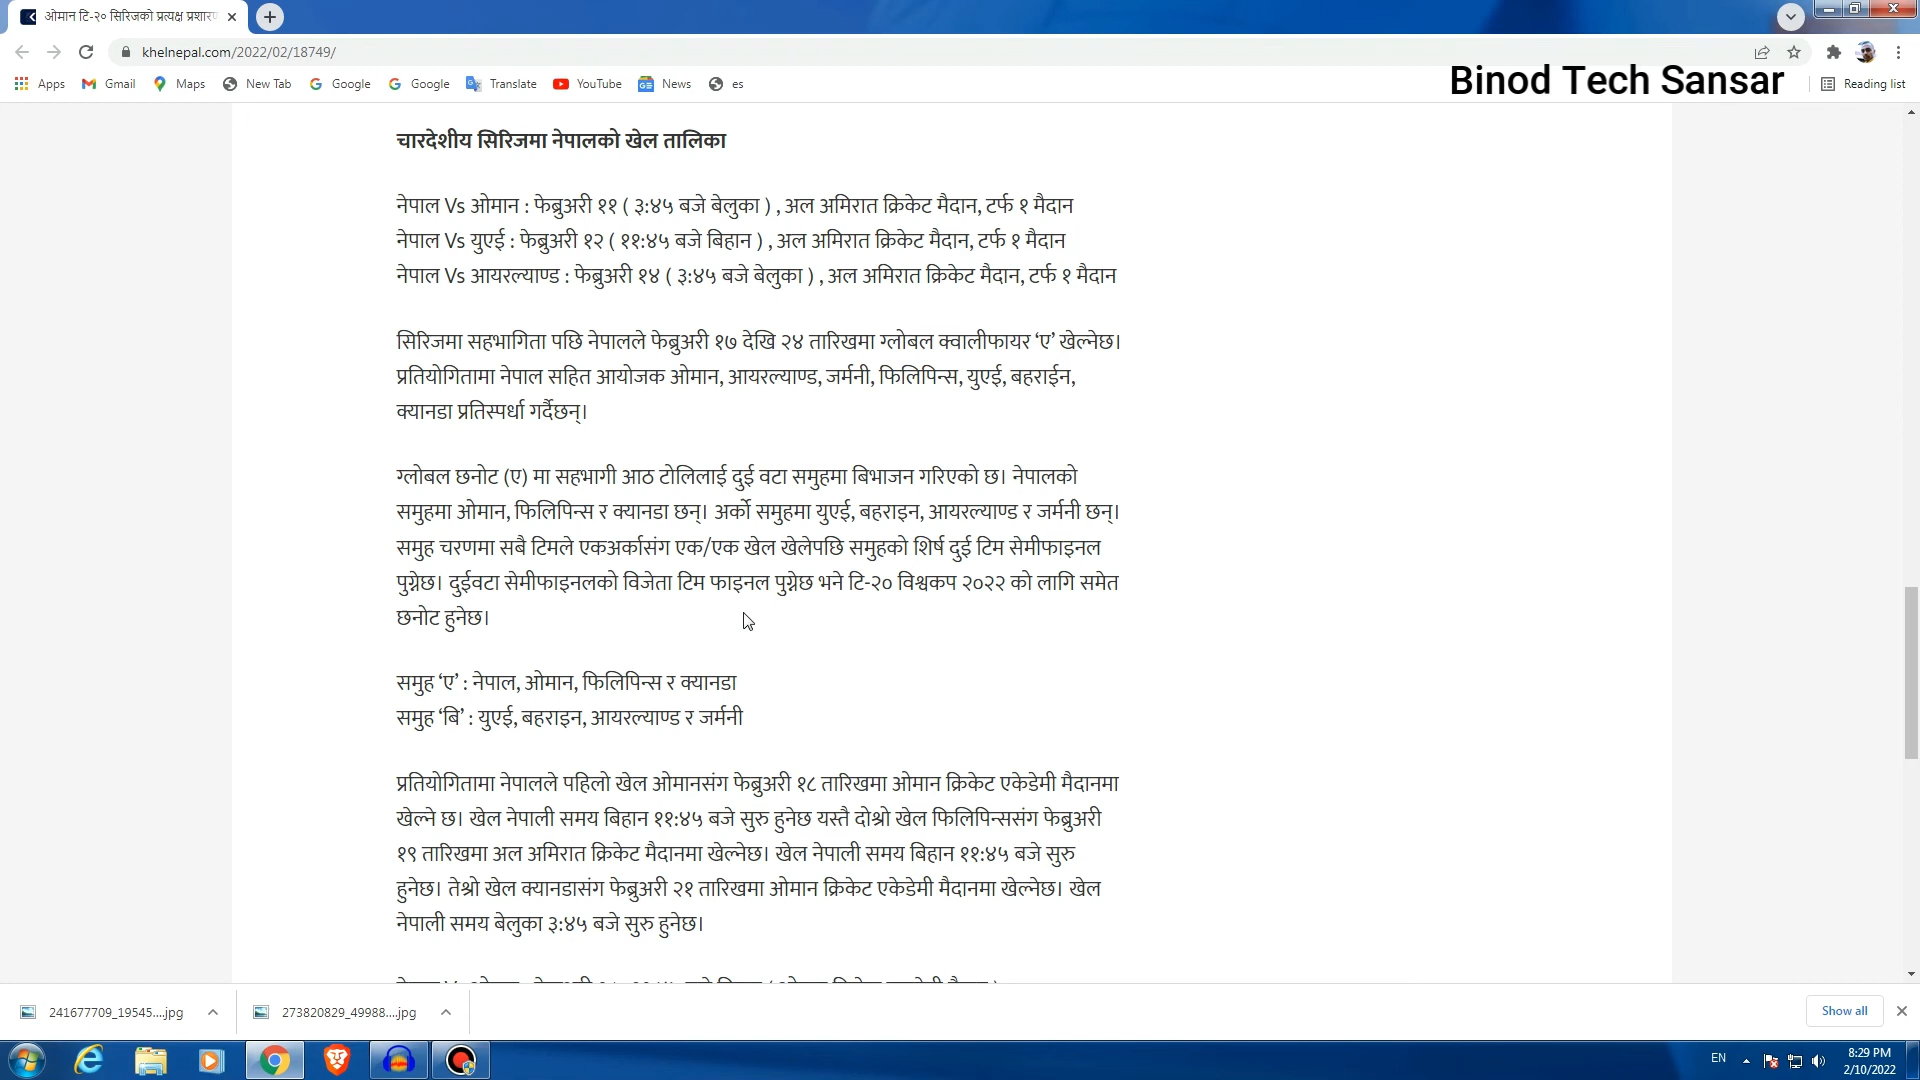 ओमान टि-२० सिरिजको प्रत्यक्ष प्रशारण
khelnepal.com/2022/02/18749/
Apps
Gmail
Maps
New Tab
Google
Google
Translate
YouTube
News
es
Binod Tech Sansar
Reading list
चारदेशीय सिरिजमा नेपालको खेल तालिका
नेपाल Vs ओमान : फेब्रुअरी ११ ( ३:४५ बजे बेलुका ) , अल अमिरात क्रिकेट मैदान, टर्फ १ मैदान
नेपाल Vs युएई : फेब्रुअरी १२ ( ११:४५ बजे बिहान ) , अल अमिरात क्रिकेट मैदान, टर्फ १ मैदान
नेपाल Vs आयरल्याण्ड : फेब्रुअरी १४ ( ३:४५ बजे बेलुका ) , अल अमिरात क्रिकेट मैदान, टर्फ १ मैदान
सिरिजमा सहभागिता पछि नेपालले फेब्रुअरी १७ देखि २४ तारिखमा ग्लोबल क्वालीफायर ‘ए’ खेल्नेछ।
प्रतियोगितामा नेपाल सहित आयोजक ओमान, आयरल्याण्ड, जर्मनी, फिलिपिन्स, युएई, बहराईन,
क्यानडा प्रतिस्पर्धा गर्दैछन्।
ग्लोबल छनोट (ए) मा सहभागी आठ टोलिलाई दुई वटा समुहमा बिभाजन गरिएको छ। नेपालको
समुहमा ओमान, फिलिपिन्स र क्यानडा छन्। अर्को समुहमा युएई, बहराइन, आयरल्याण्ड र जर्मनी छन्।
समुह चरणमा सबै टिमले एकअर्कासंग एक/एक खेल खेलेपछि समुहको शिर्ष दुई टिम सेमीफाइनल
पुग्नेछ। दुईवटा सेमीफाइनलको विजेता टिम फाइनल पुग्नेछ भने टि-२० विश्वकप २०२२ को लागि समेत
छनोट हुनेछ।
समुह ‘ए’ : नेपाल, ओमान, फिलिपिन्स र क्यानडा
समुह ‘बि’ : युएई, बहराइन, आयरल्याण्ड र जर्मनी
प्रतियोगितामा नेपालले पहिलो खेल ओमानसंग फेब्रुअरी १८ तारिखमा ओमान क्रिकेट एकेडेमी मैदानमा
खेल्ने छ। खेल नेपाली समय बिहान ११:४५ बजे सुरु हुनेछ यस्तै दोश्रो खेल फिलिपिन्ससंग फेब्रुअरी
१९ तारिखमा अल अमिरात क्रिकेट मैदानमा खेल्नेछ। खेल नेपाली समय बिहान ११:४५ बजे सुरु
हुनेछ। तेश्रो खेल क्यानडासंग फेब्रुअरी २१ तारिखमा ओमान क्रिकेट एकेडेमी मैदानमा खेल्नेछ। खेल
नेपाली समय बेलुका ३:४५ बजे सुरु हुनेछ।
241677709_19545....jpg
273820829_49988....jpg
Show all
EN
8:29 PM
2/10/2022